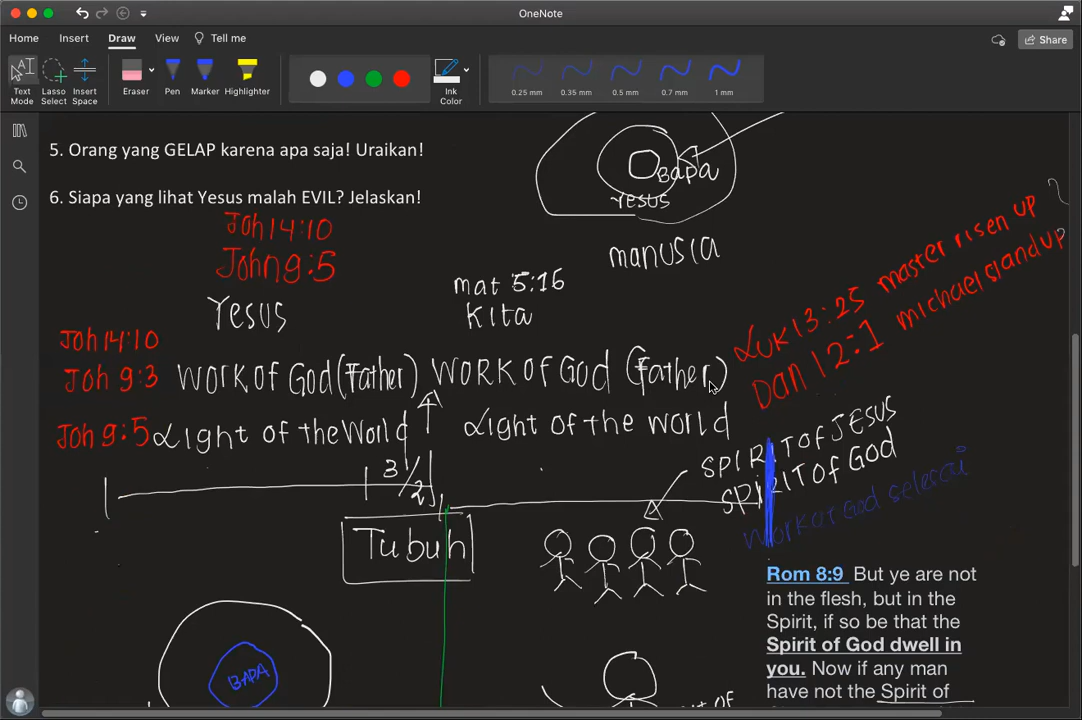 OneNote
Home Insert Draw View Tell me
Share
Text Mode
Lasso Select
Insert Space
Eraser
Pen
Marker
Highlighter
Ink Color
0.25 mm 0.35 mm 0.5 mm 0.7 mm 1 mm
5. Orang yang GELAP karena apa saja! Uraikan!
6. Siapa yang lihat Yesus malah EVIL? Jelaskan!
BAPA
YESUS
manusia
Joh 14:10
John 9:5
Yesus
mat 5:16
Kita
Luk 13:25 master risen up
Dan 12:1 michael stand up
Joh 14:10
Joh 9:3
WORK OF God (Father)
WORK OF God (Father)
Joh 9:5
Light of the World
Light of the world
3 1/2
SPIRIT OF JESUS
SPIRIT OF God
Work of God selesai
Tubuh
Rom 8:9 But ye are not
in the flesh, but in the
Spirit, if so be that the
Spirit of God dwell in
you. Now if any man
have not the Spirit of
BAPA
OF